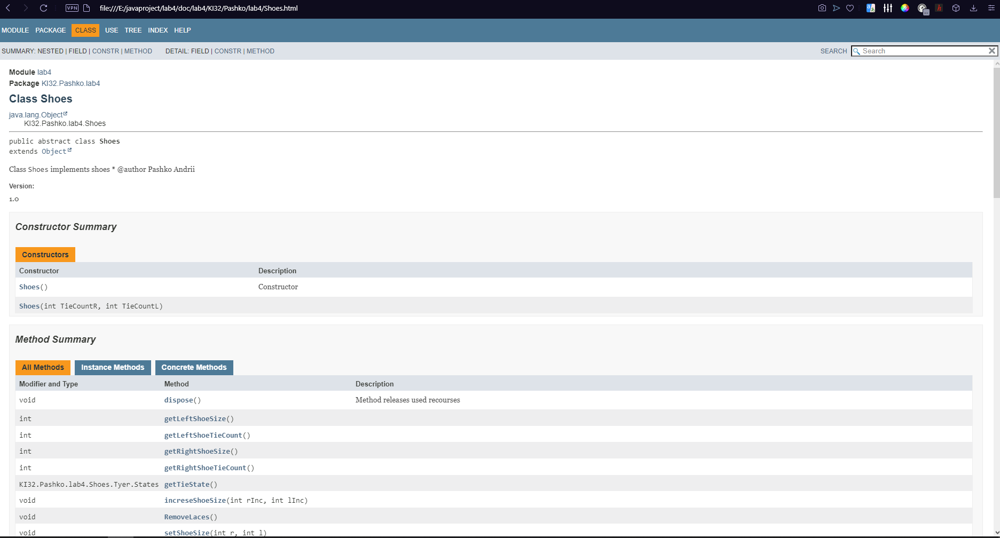 VPN file:///E:/javaproject/lab4/doc/lab4/KI32/Pashko/lab4/Shoes.html
MODULE PACKAGE CLASS USE TREE INDEX HELP
SUMMARY: NESTED | FIELD | CONSTR | METHOD DETAIL: FIELD | CONSTR | METHOD SEARCH Search
Module lab4
Package KI32.Pashko.lab4
Class Shoes
java.lang.Object
KI32.Pashko.lab4.Shoes
public abstract class Shoes
extends Object
Class Shoes implements shoes * @author Pashko Andrii
Version:
1.0
Constructor Summary
Constructors
Constructor Description
Shoes() Constructor
Shoes(int TieCountR, int TieCountL)
Method Summary
All Methods Instance Methods Concrete Methods
Modifier and Type Method Description
void dispose() Method releases used recourses
int getLeftShoeSize()
int getLeftShoeTieCount()
int getRightShoeSize()
int getRightShoeTieCount()
KI32.Pashko.lab4.Shoes.Tyer.States getTieState()
void increseShoeSize(int rInc, int lInc)
void RemoveLaces()
void setShoeSize(int r, int l)